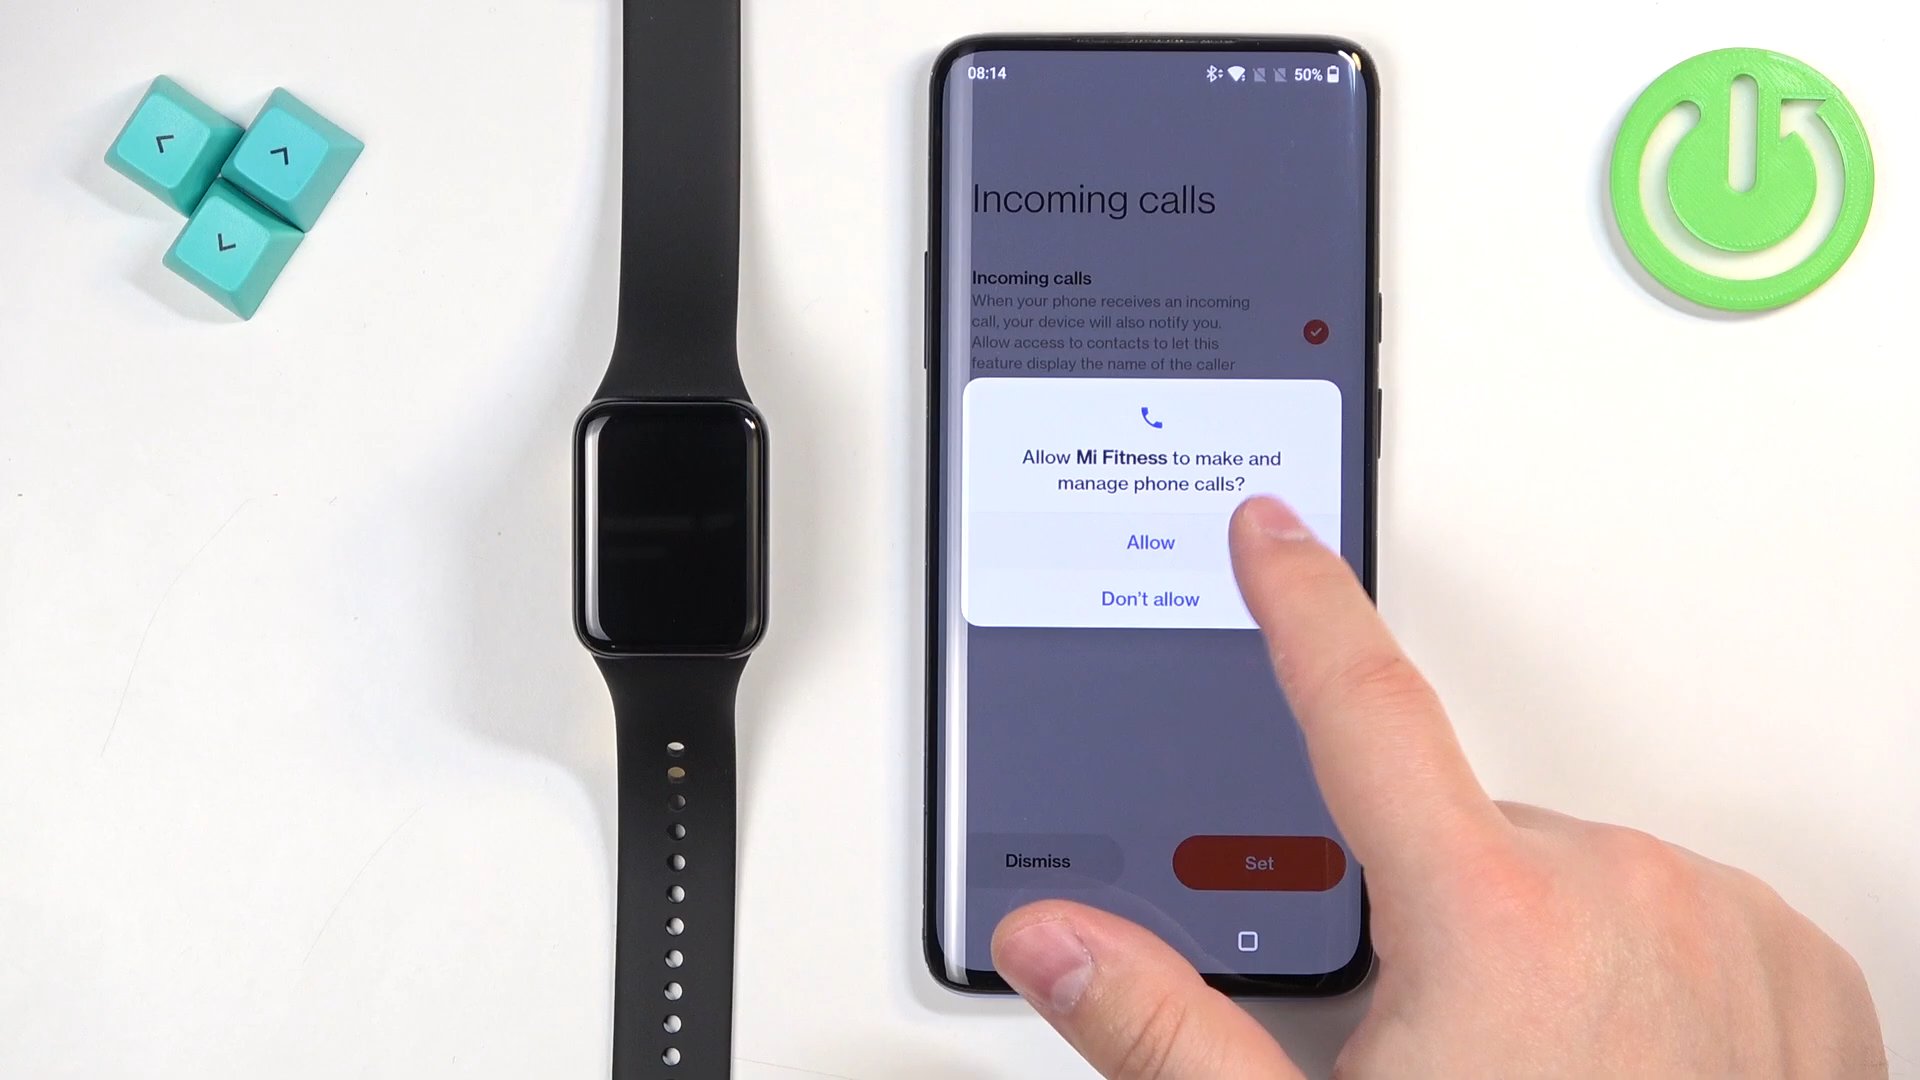 08:14
50%
Incoming calls
Incoming calls
When your phone receives an incoming
call, your device will also notify you.
Allow access to contacts to let this
feature display the name of the caller
Allow Mi Fitness to make and
manage phone calls?
Allow
Don't allow
Dismiss
Set